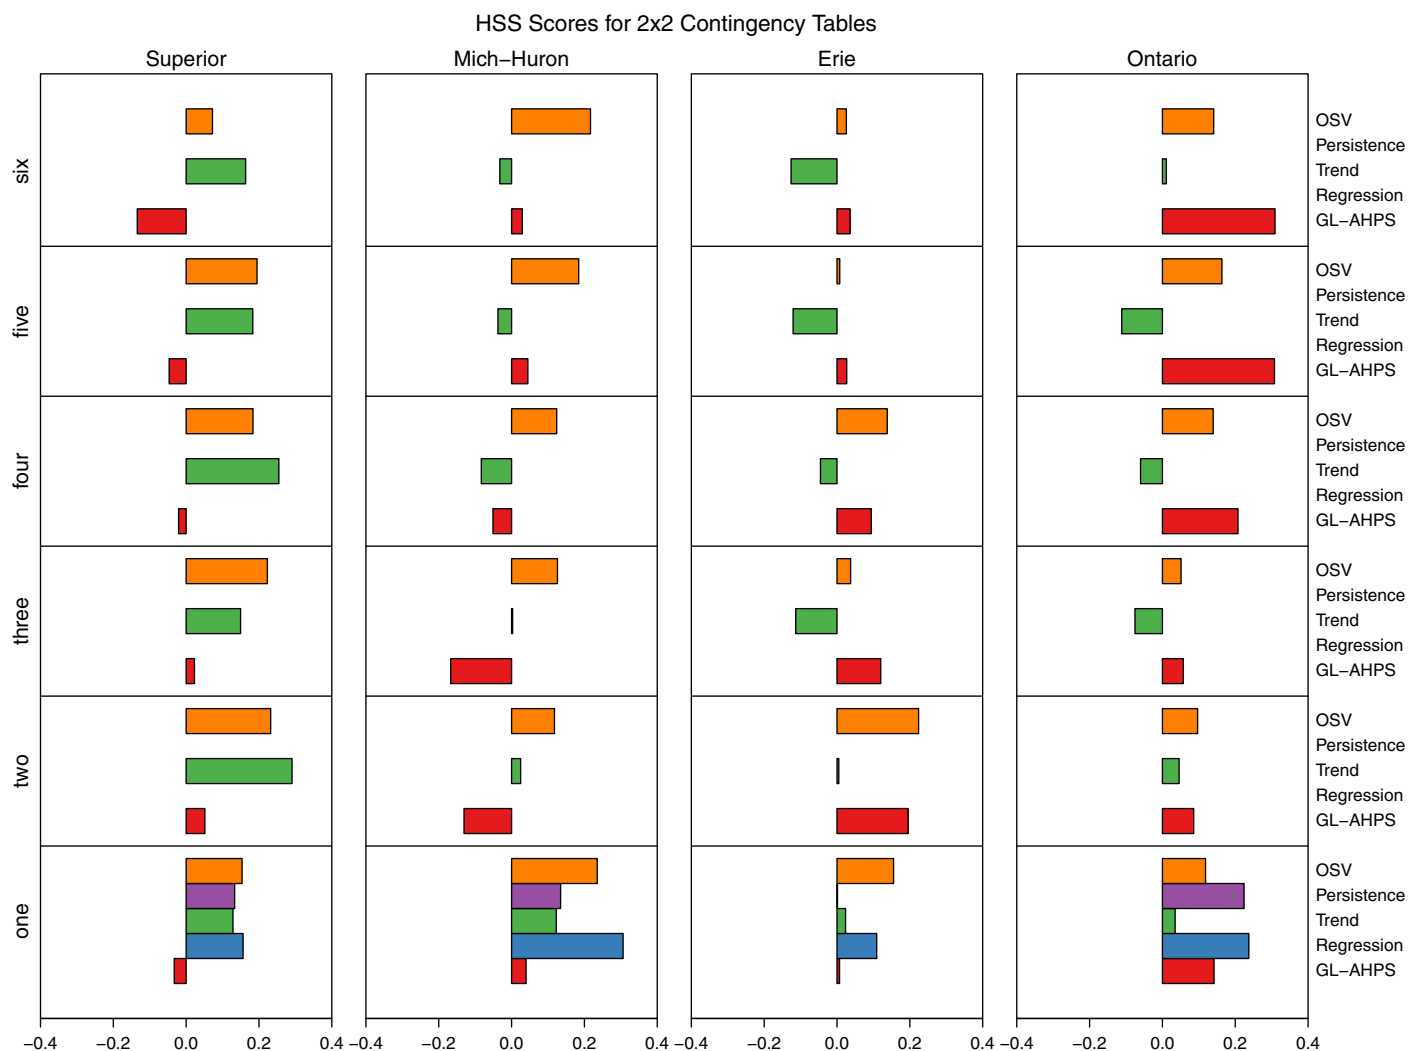 HSS Scores for 2x2 Contingency Tables
Superior Mich−Huron Erie Ontario
six
OSV
Persistence
Trend
Regression
GL−AHPS
five
OSV
Persistence
Trend
Regression
GL−AHPS
four
OSV
Persistence
Trend
Regression
GL−AHPS
three
OSV
Persistence
Trend
Regression
GL−AHPS
two
OSV
Persistence
Trend
Regression
GL−AHPS
one
OSV
Persistence
Trend
Regression
GL−AHPS
−0.4 −0.2 0.0 0.2 0.4 −0.4 −0.2 0.0 0.2 0.4 −0.4 −0.2 0.0 0.2 0.4 −0.4 −0.2 0.0 0.2 0.4